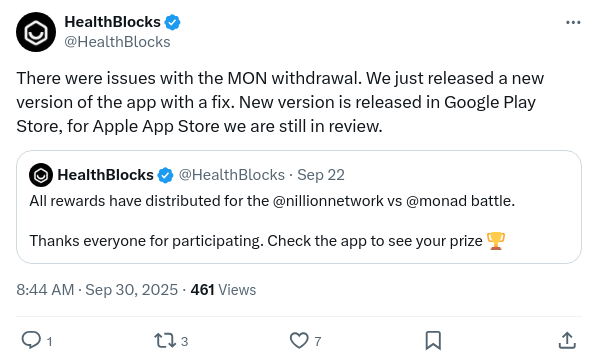 HealthBlocks
@HealthBlocks
There were issues with the MON withdrawal. We just released a new
version of the app with a fix. New version is released in Google Play
Store, for Apple App Store we are still in review.
HealthBlocks @HealthBlocks · Sep 22
All rewards have distributed for the @nillionnetwork vs @monad battle.
Thanks everyone for participating. Check the app to see your prize 🏆
8:44 AM · Sep 30, 2025 · 461 Views
1 3 7